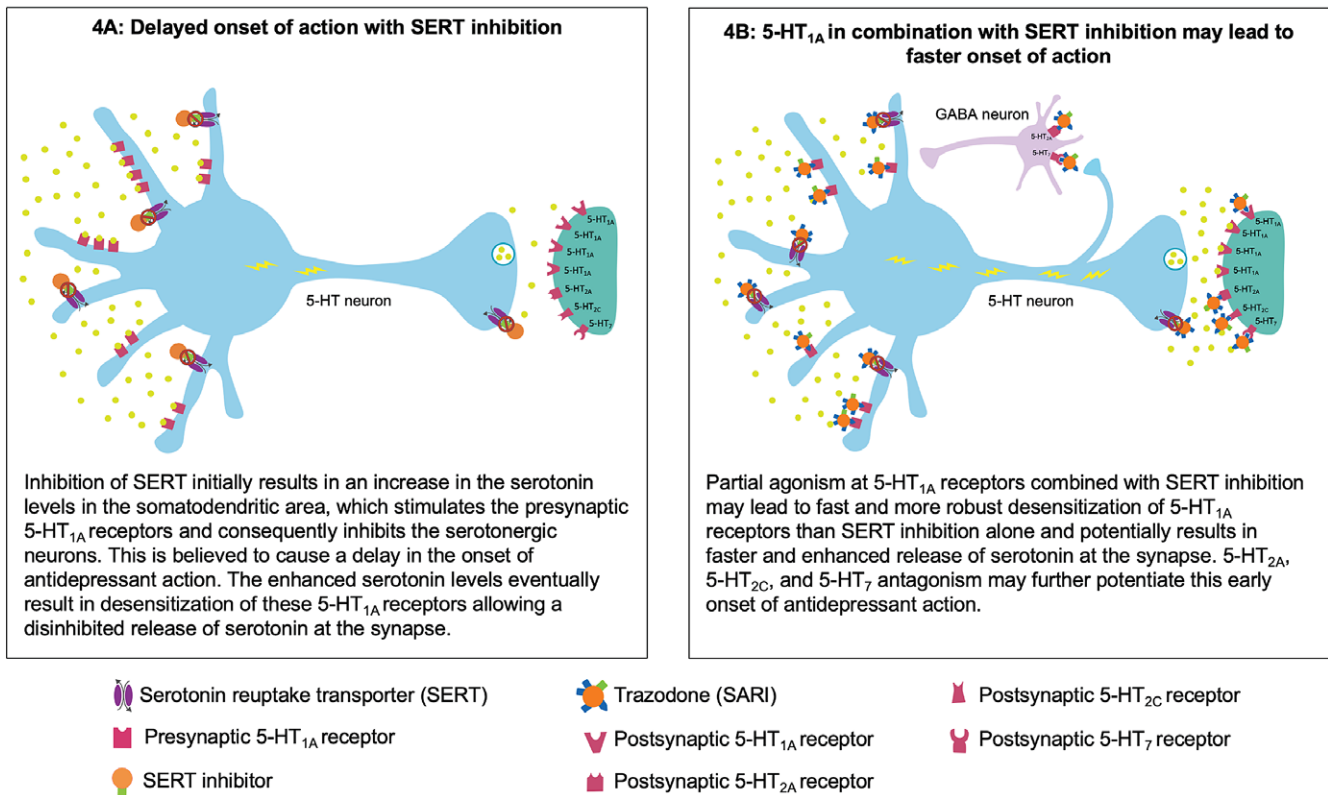 4A: Delayed onset of action with SERT inhibition
5-HT neuron
5-HT1A
5-HT1A
5-HT1A
5-HT1A
5-HT2A
5-HT2C
5-HT7
Inhibition of SERT initially results in an increase in the serotonin
levels in the somatodendritic area, which stimulates the presynaptic
5-HT1A receptors and consequently inhibits the serotonergic
neurons. This is believed to cause a delay in the onset of
antidepressant action. The enhanced serotonin levels eventually
result in desensitization of these 5-HT1A receptors allowing a
disinhibited release of serotonin at the synapse.
4B: 5-HT1A in combination with SERT inhibition may lead to
faster onset of action
GABA neuron
5-HT2A
5-HT7
5-HT neuron
5-HT1A
5-HT1A
5-HT1A
5-HT1A
5-HT2A
5-HT2C
5-HT7
Partial agonism at 5-HT1A receptors combined with SERT inhibition
may lead to fast and more robust desensitization of 5-HT1A
receptors than SERT inhibition alone and potentially results in
faster and enhanced release of serotonin at the synapse. 5-HT2A,
5-HT2C, and 5-HT7 antagonism may further potentiate this early
onset of antidepressant action.
Serotonin reuptake transporter (SERT)
Presynaptic 5-HT1A receptor
SERT inhibitor
Trazodone (SARI)
Postsynaptic 5-HT1A receptor
Postsynaptic 5-HT2A receptor
Postsynaptic 5-HT2C receptor
Postsynaptic 5-HT7 receptor